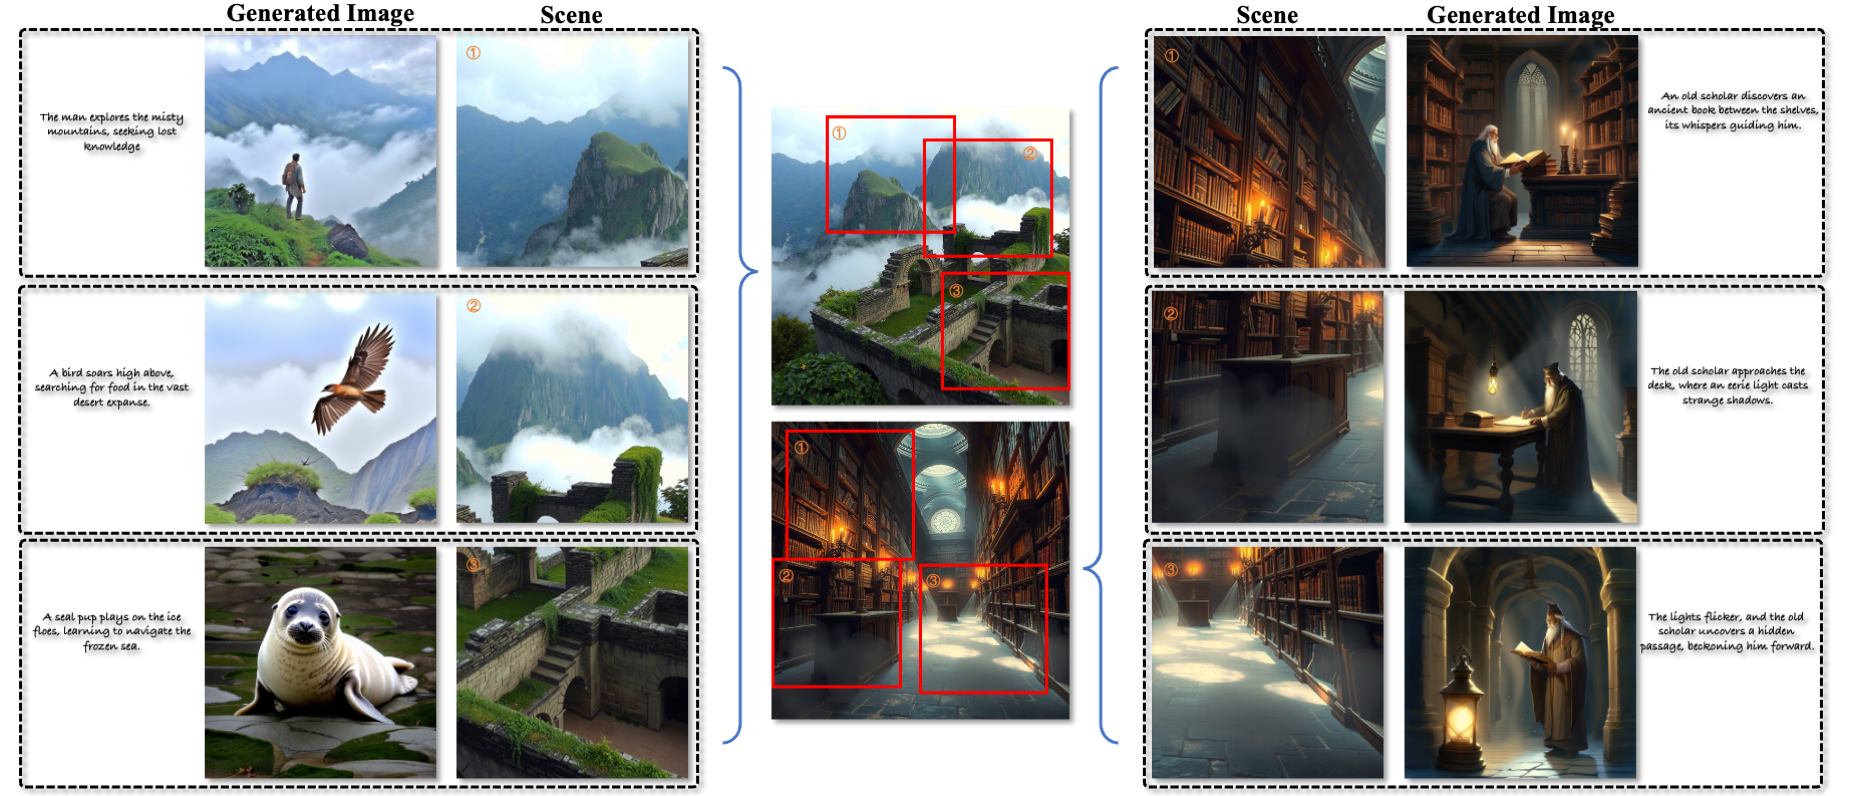 Generated Image
Scene
The man explores the misty
mountains, seeking lost
knowledge
①
A bird soars high above,
searching for food in the vast
desert expanse.
②
A seal pup plays on the ice
floes, learning to navigate the
frozen sea.
③
①
②
③
①
②
③
Scene
Generated Image
①
An old scholar discovers an
ancient book between the shelves,
its whispers guiding him.
②
The old scholar approaches the
desk, where an eerie light casts
strange shadows.
③
The lights flicker, and the old
scholar uncovers a hidden
passage, beckoning him forward.